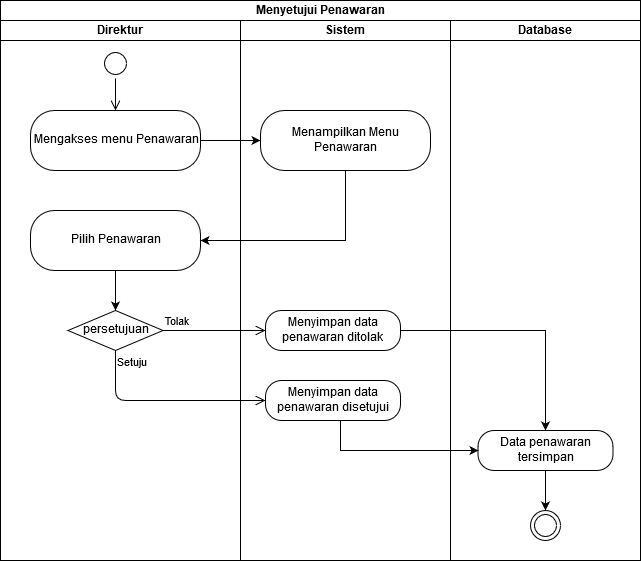 Menyetujui Penawaran
Direktur
Sistem
Database
Mengakses menu Penawaran
Menampilkan Menu
Penawaran
Pilih Penawaran
persetujuan
Tolak
Menyimpan data
penawaran ditolak
Setuju
Menyimpan data
penawaran disetujui
Data penawaran
tersimpan